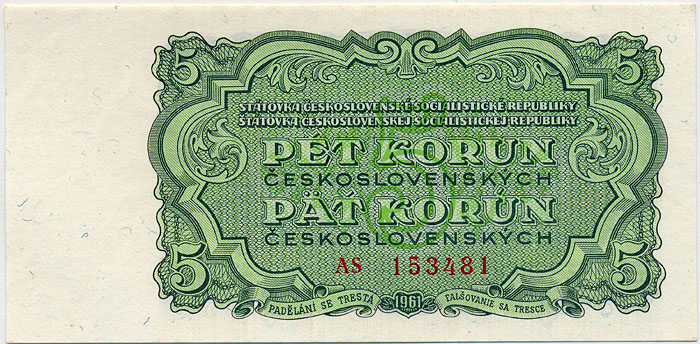 5 5
STÁTOVKA ČESKOSLOVENSKÉ SOCIALISTICKÉ REPUBLIKY
ŠTÁTOVKA ČESKOSLOVENSKEJ SOCIALISTICKEJ REPUBLIKY
PĚT KORUN
ČESKOSLOVENSKÝCH
PÄŤ KORÚN
ČESKOSLOVENSKÝCH
AS 153481
5 5
PADĚLÁNÍ SE TRESTÁ 1961 FALŠOVANIE SA TRESCE